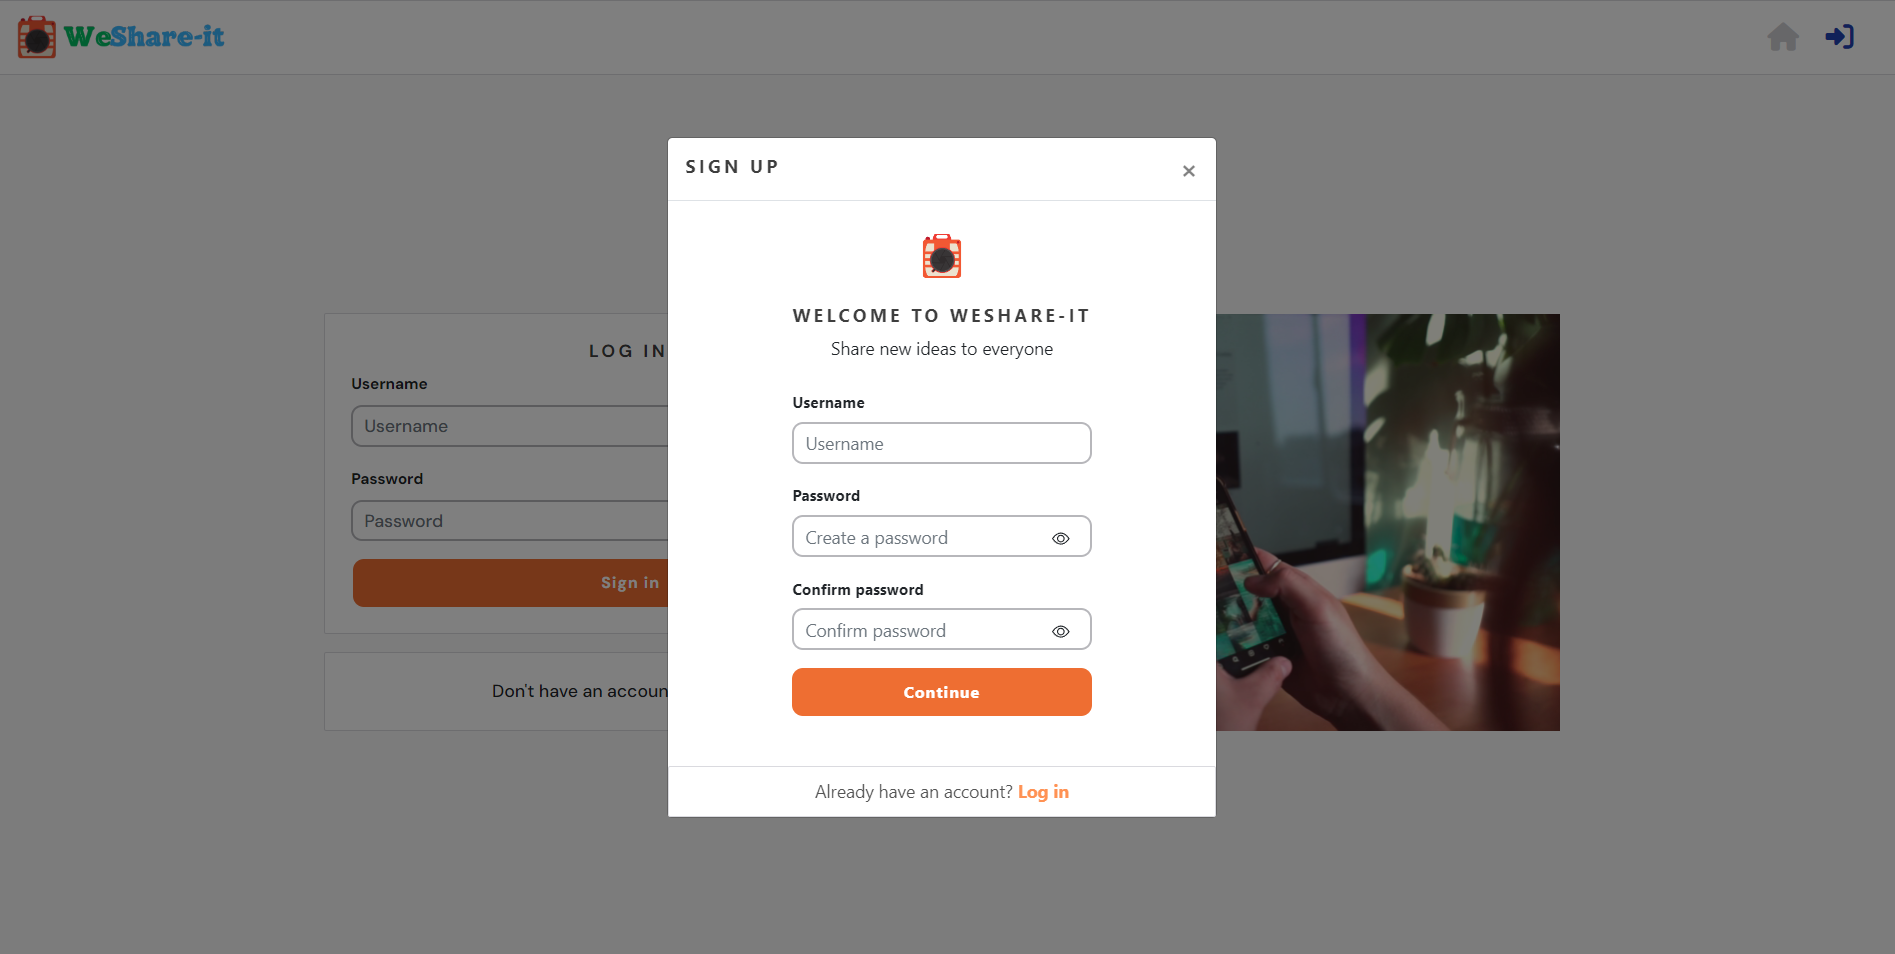 WeShare-it
SIGN UP
×
WELCOME TO WESHARE-IT
Share new ideas to everyone
Username
Username
Password
Create a password
Confirm password
Confirm password
Continue
Already have an account? Log in
LOG IN
Username
Username
Password
Password
Sign in
Don't have an accoun